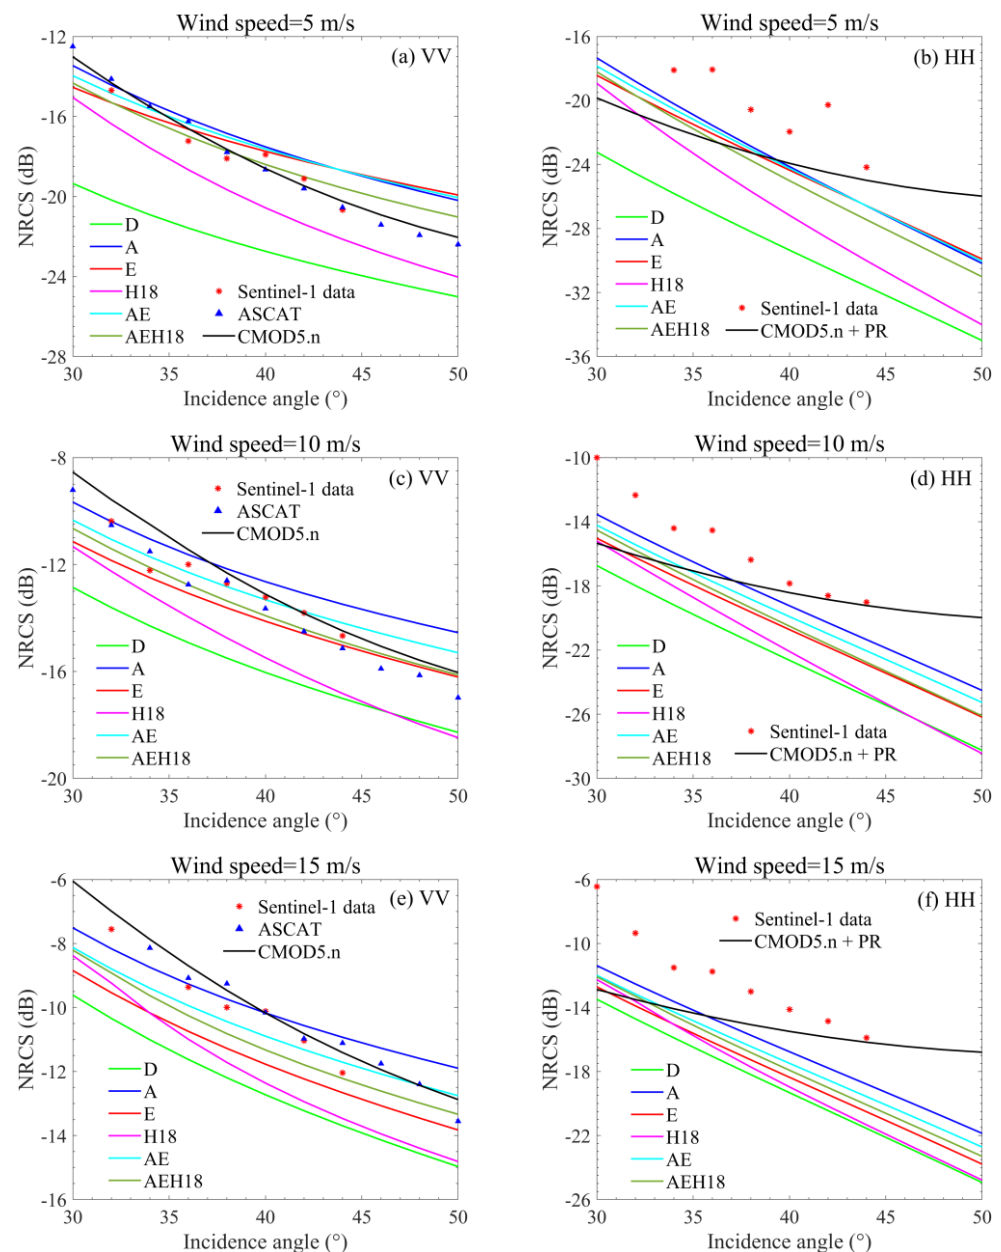 Wind speed=5 m/s
(a) VV
NRCS (dB)
-12
-16
-20
-24
-28
D
A
E
H18
AE
AEH18
Sentinel-1 data
ASCAT
CMOD5.n
30
35
40
45
50
Incidence angle (°)
Wind speed=5 m/s
(b) HH
NRCS (dB)
-16
-20
-24
-28
-32
-36
D
A
E
H18
AE
AEH18
Sentinel-1 data
CMOD5.n + PR
30
35
40
45
50
Incidence angle (°)
Wind speed=10 m/s
(c) VV
NRCS (dB)
-8
-12
-16
-20
Sentinel-1 data
ASCAT
CMOD5.n
D
A
E
H18
AE
AEH18
30
35
40
45
50
Incidence angle (°)
Wind speed=10 m/s
(d) HH
NRCS (dB)
-10
-14
-18
-22
-26
-30
D
A
E
H18
AE
AEH18
Sentinel-1 data
CMOD5.n + PR
30
35
40
45
50
Incidence angle (°)
Wind speed=15 m/s
(e) VV
NRCS (dB)
-6
-8
-10
-12
-14
-16
Sentinel-1 data
ASCAT
CMOD5.n
D
A
E
H18
AE
AEH18
30
35
40
45
50
Incidence angle (°)
Wind speed=15 m/s
(f) HH
NRCS (dB)
-6
-10
-14
-18
-22
-26
Sentinel-1 data
CMOD5.n + PR
D
A
E
H18
AE
AEH18
30
35
40
45
50
Incidence angle (°)